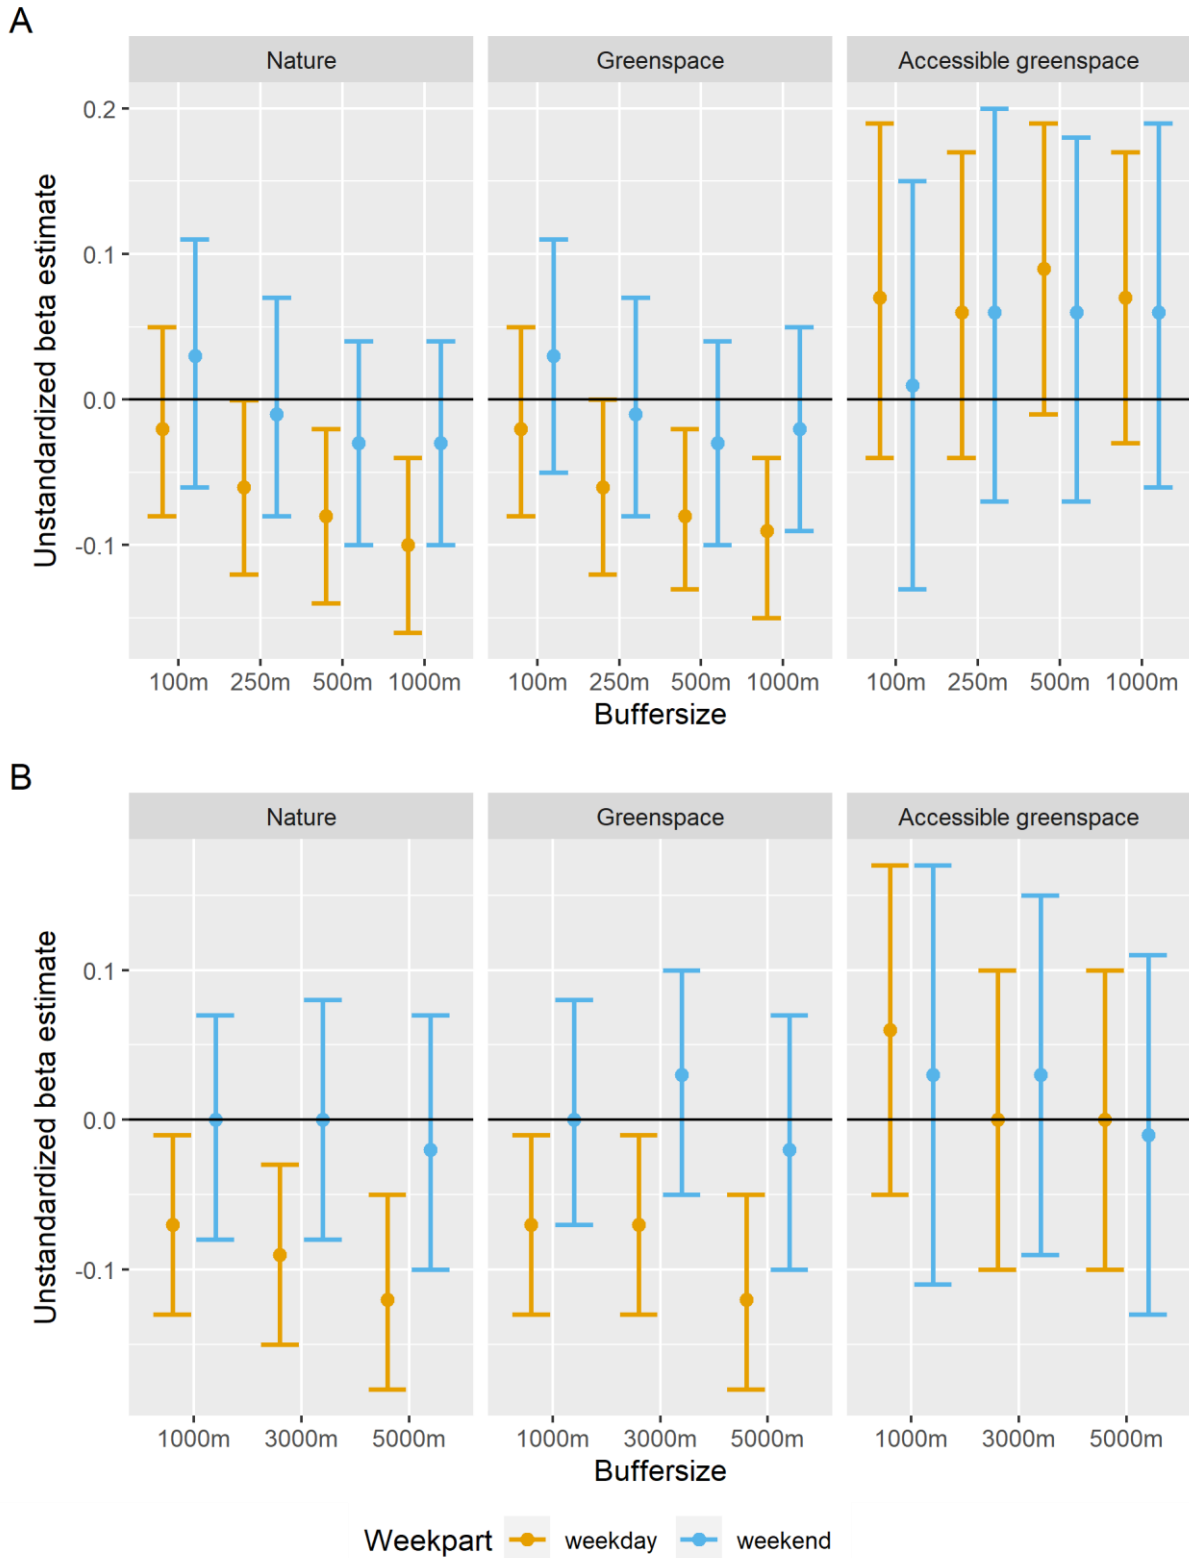 A
Nature Greenspace Accessible greenspace
Unstandardized beta estimate
0.2
0.1
0.0
-0.1
100m 250m 500m 1000m 100m 250m 500m 1000m 100m 250m 500m 1000m
Buffersize
B
Nature Greenspace Accessible greenspace
Unstandardized beta estimate
0.1
0.0
-0.1
1000m 3000m 5000m 1000m 3000m 5000m 1000m 3000m 5000m
Buffersize
Weekpart weekday weekend